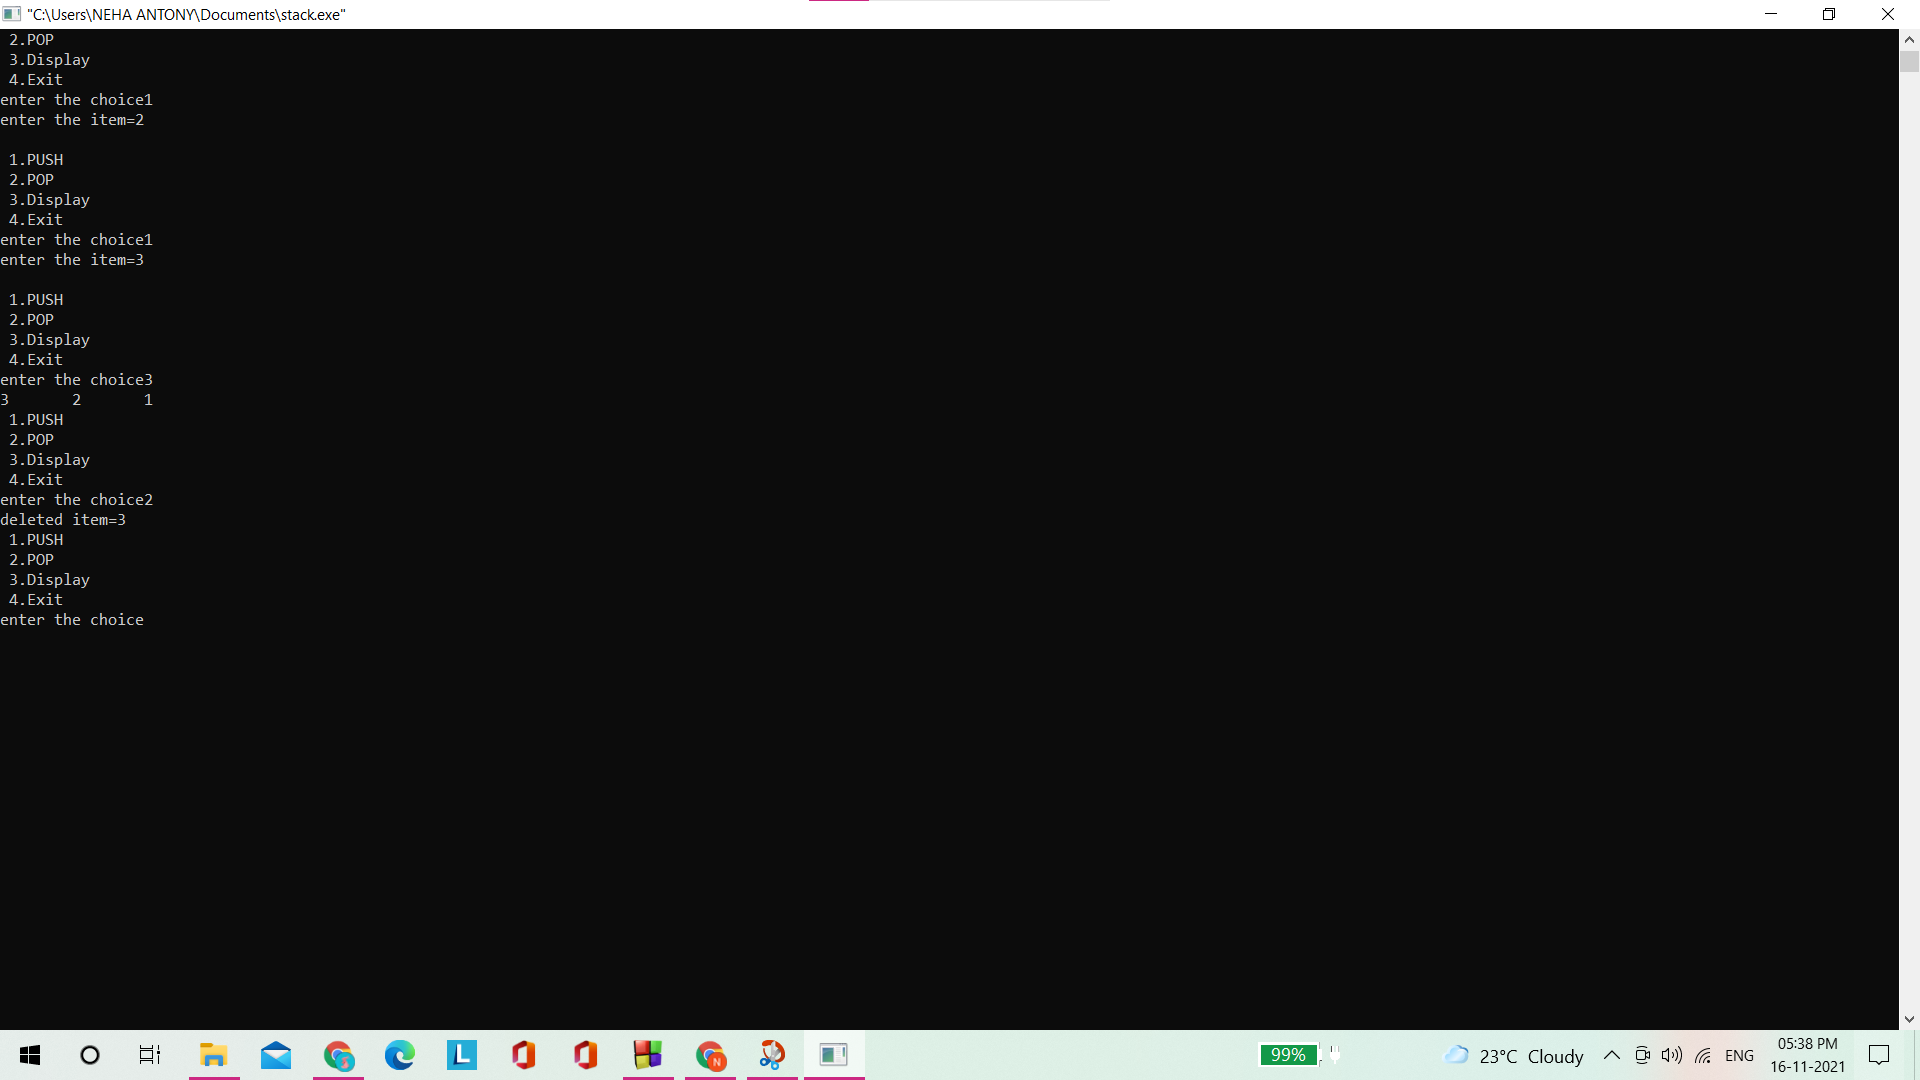 "C:\Users\NEHA ANTONY\Documents\stack.exe"
2.POP
3.Display
4.Exit
enter the choice1
enter the item=2
1.PUSH
2.POP
3.Display
4.Exit
enter the choice1
enter the item=3
1.PUSH
2.POP
3.Display
4.Exit
enter the choice3
3 2 1
1.PUSH
2.POP
3.Display
4.Exit
enter the choice2
deleted item=3
1.PUSH
2.POP
3.Display
4.Exit
enter the choice
L
S
N
99%
23°C Cloudy
ENG
05:38 PM
16-11-2021